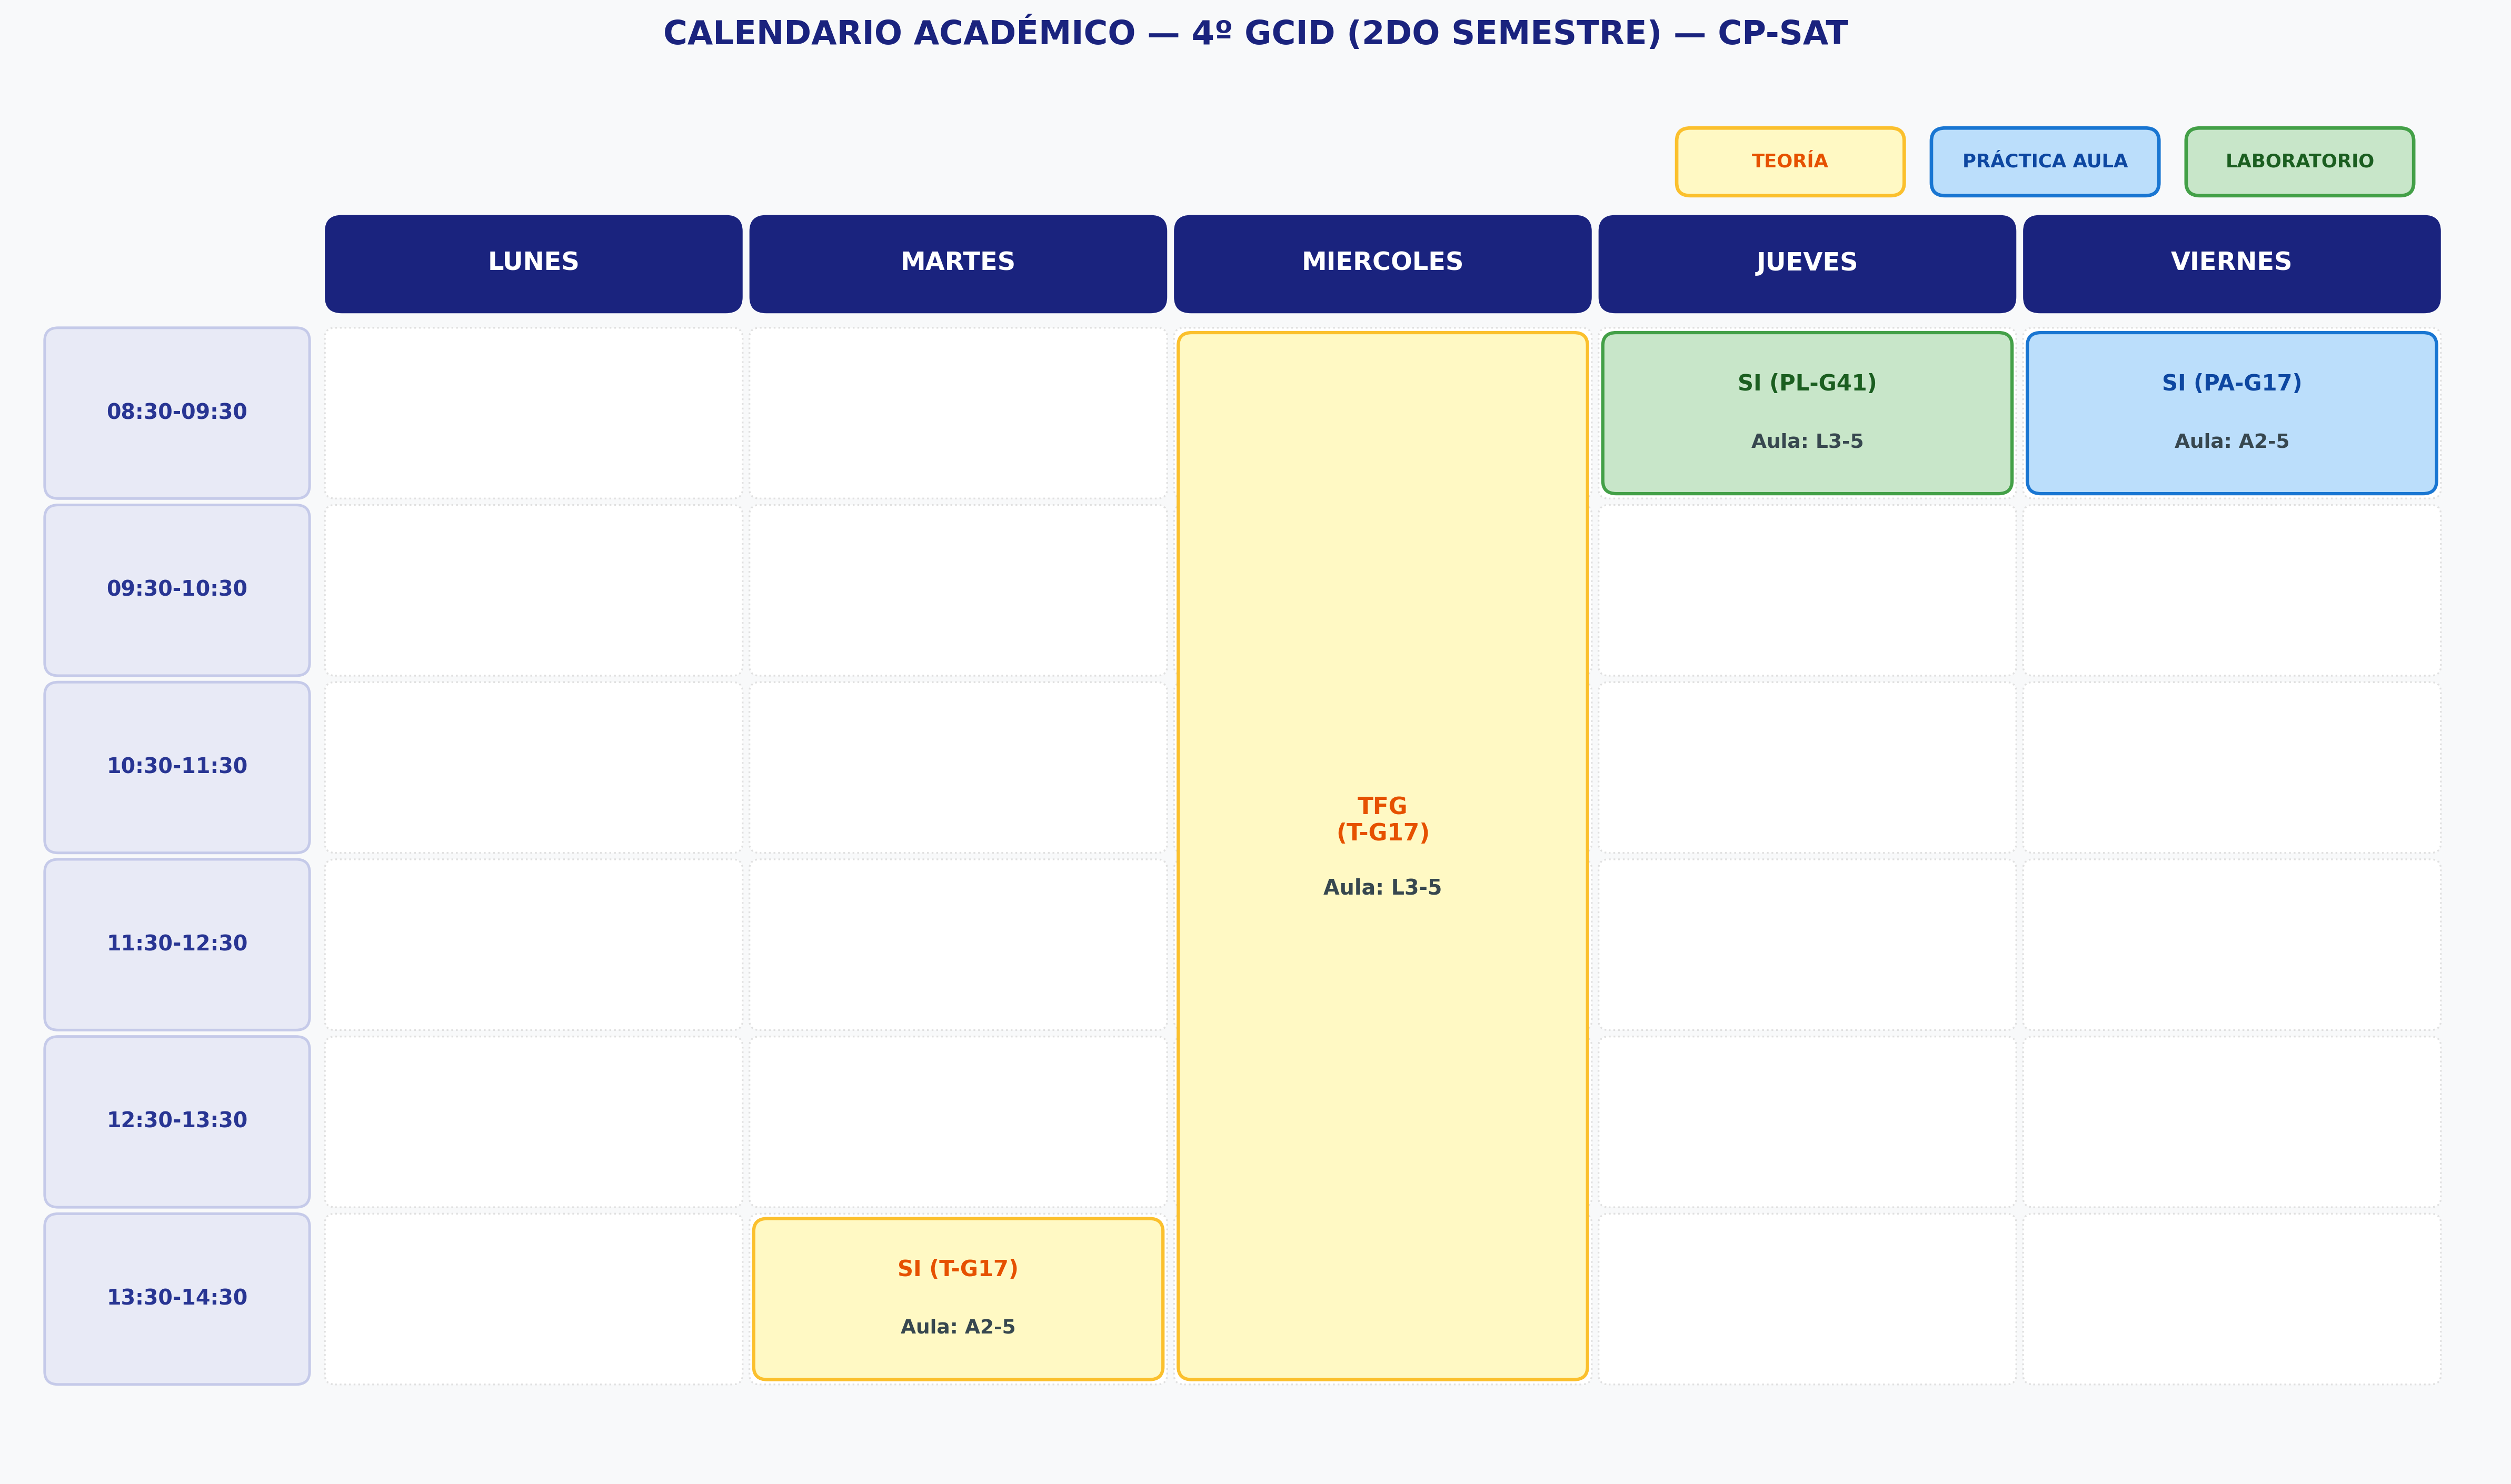 CALENDARIO ACADÉMICO — 4º GCID (2DO SEMESTRE) — CP-SAT
TEORÍA
PRÁCTICA AULA
LABORATORIO
LUNES
MARTES
MIERCOLES
JUEVES
VIERNES
08:30-09:30
SI (PL-G41)
Aula: L3-5
SI (PA-G17)
Aula: A2-5
09:30-10:30
10:30-11:30
TFG
(T-G17)
Aula: L3-5
11:30-12:30
12:30-13:30
13:30-14:30
SI (T-G17)
Aula: A2-5